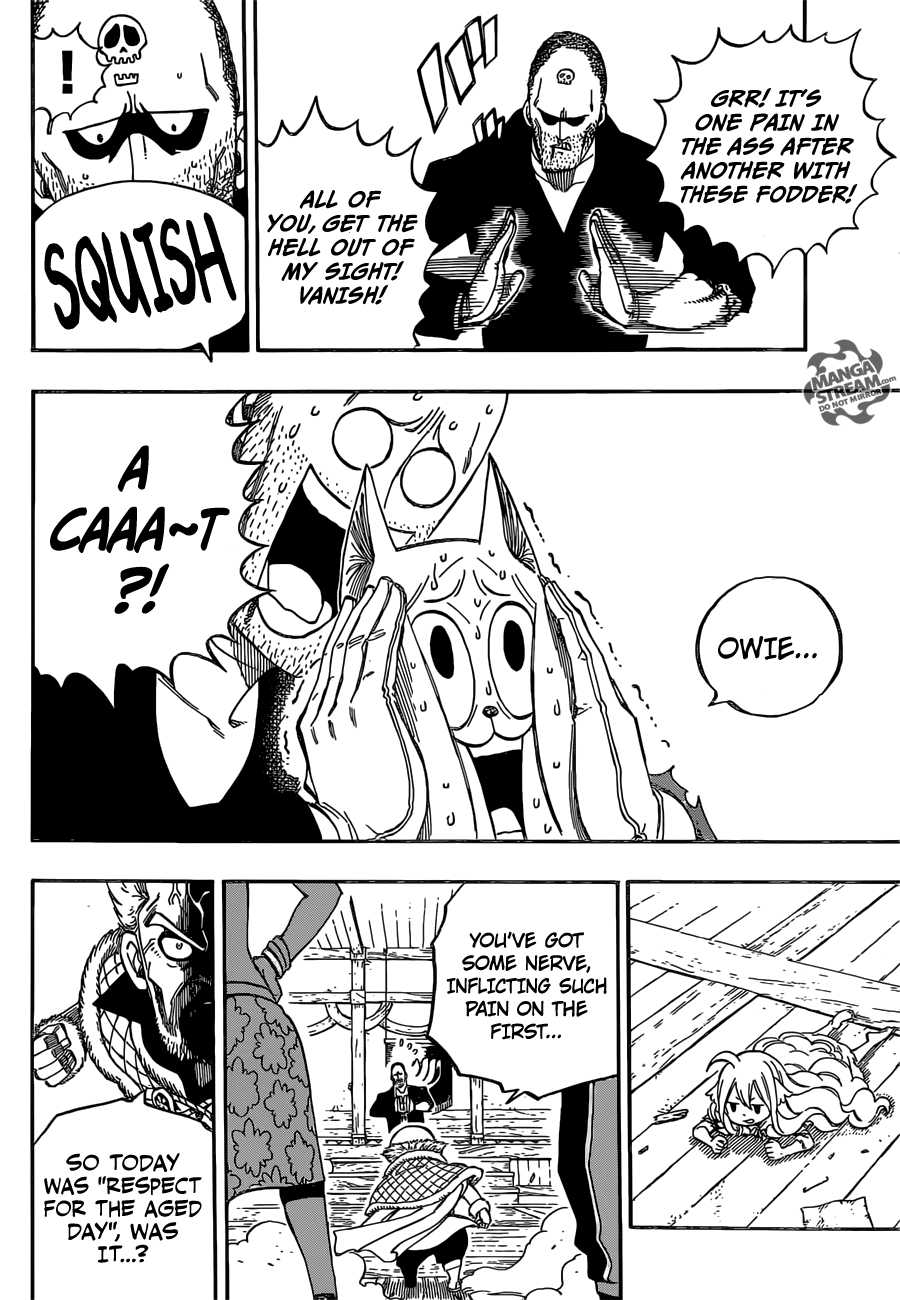 GRR! IT'S
ONE PAIN IN
THE ASS AFTER
ANOTHER WITH
THESE FODDER!
ALL OF
YOU, GET THE
HELL OUT OF
MY SIGHT!
VANISH!
!
SQUISH
MANGA
STREAM.com
DO NOT MIRROR
OWIE...
A
CAAA~T
?!
YOU'VE GOT
SOME NERVE,
INFLICTING SUCH
PAIN ON THE
FIRST...
SO TODAY
WAS "RESPECT
FOR THE AGED
DAY", WAS
IT...?